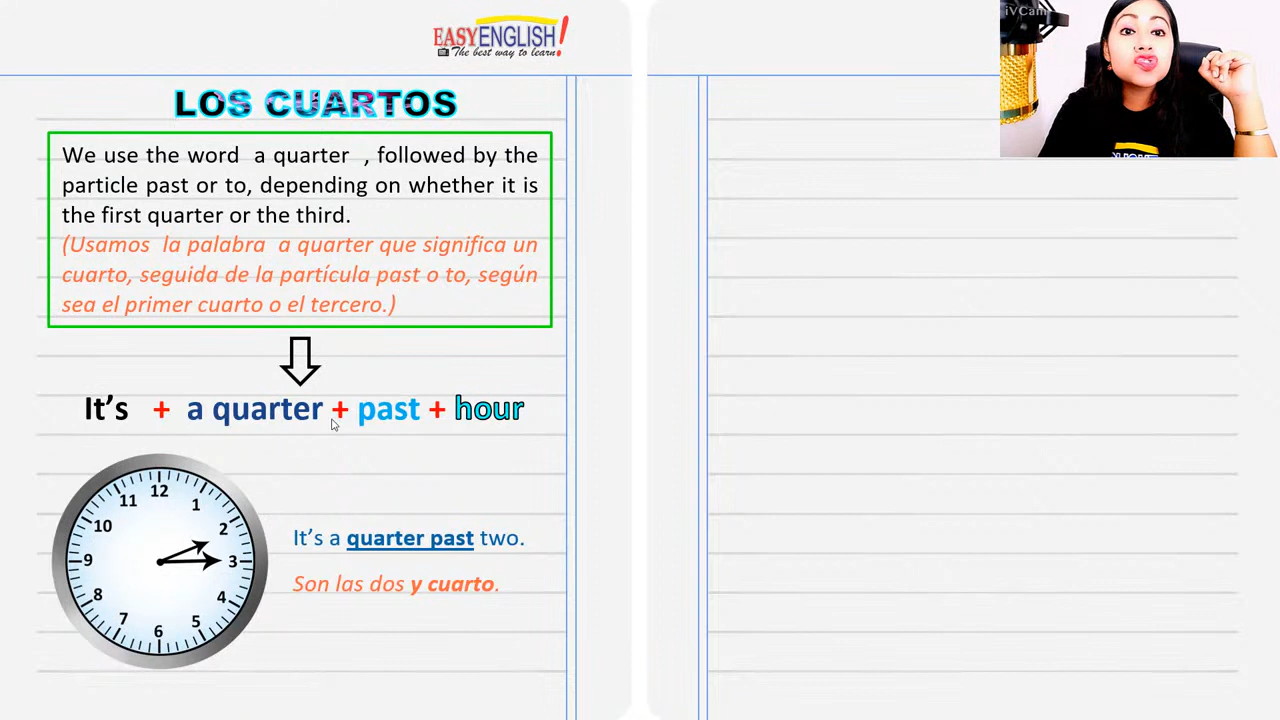 EASYENGLISH!
The best way to learn!
iVCam
LOS CUARTOS
We use the word a quarter , followed by the
particle past or to, depending on whether it is
the first quarter or the third.
(Usamos la palabra a quarter que significa un
cuarto, seguida de la partícula past o to, según
sea el primer cuarto o el tercero.)
It's + a quarter + past + hour
12
11
1
10
2
9
3
8
4
7
5
6
It's a quarter past two.
Son las dos y cuarto.